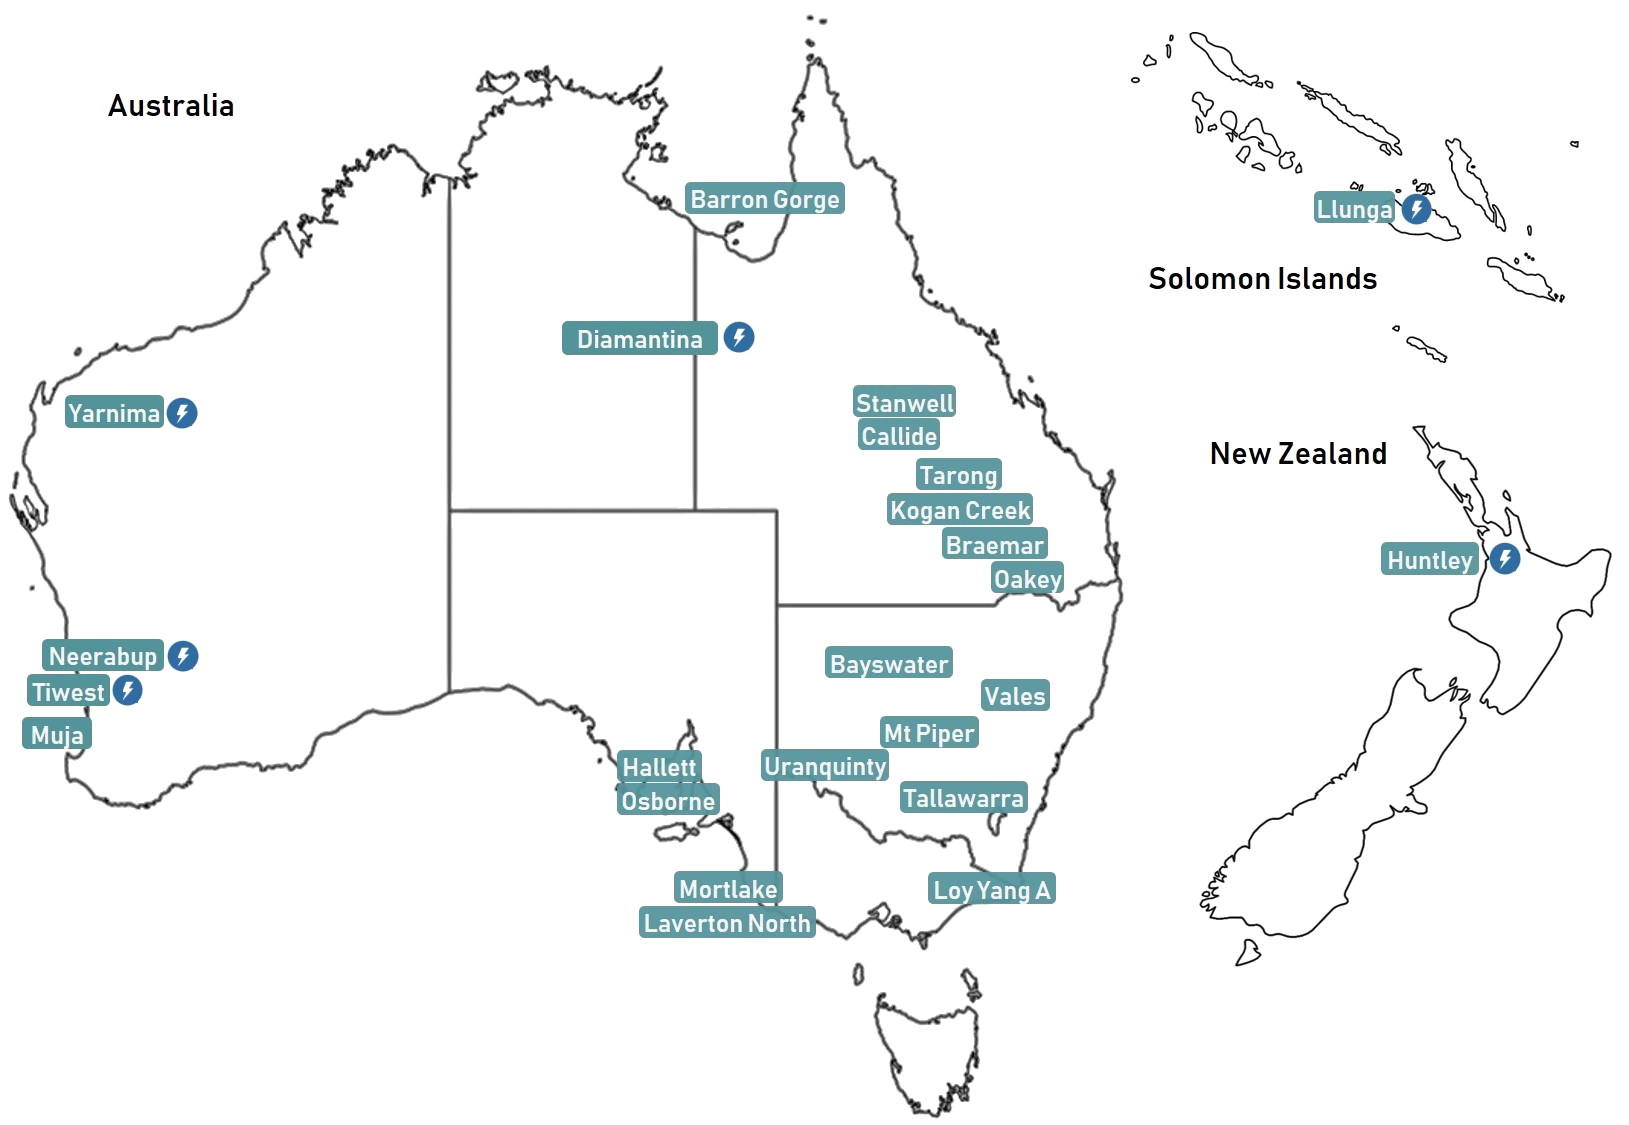 Australia
Barron Gorge
Diamantina
Yarnima
Stanwell
Callide
Tarong
Kogan Creek
Braemar
Oakey
Neerabup
Tiwest
Muja
Bayswater
Vales
Mt Piper
Uranquinty
Tallawarra
Hallett
Osborne
Mortlake
Laverton North
Loy Yang A
Llunga
Solomon Islands
New Zealand
Huntley